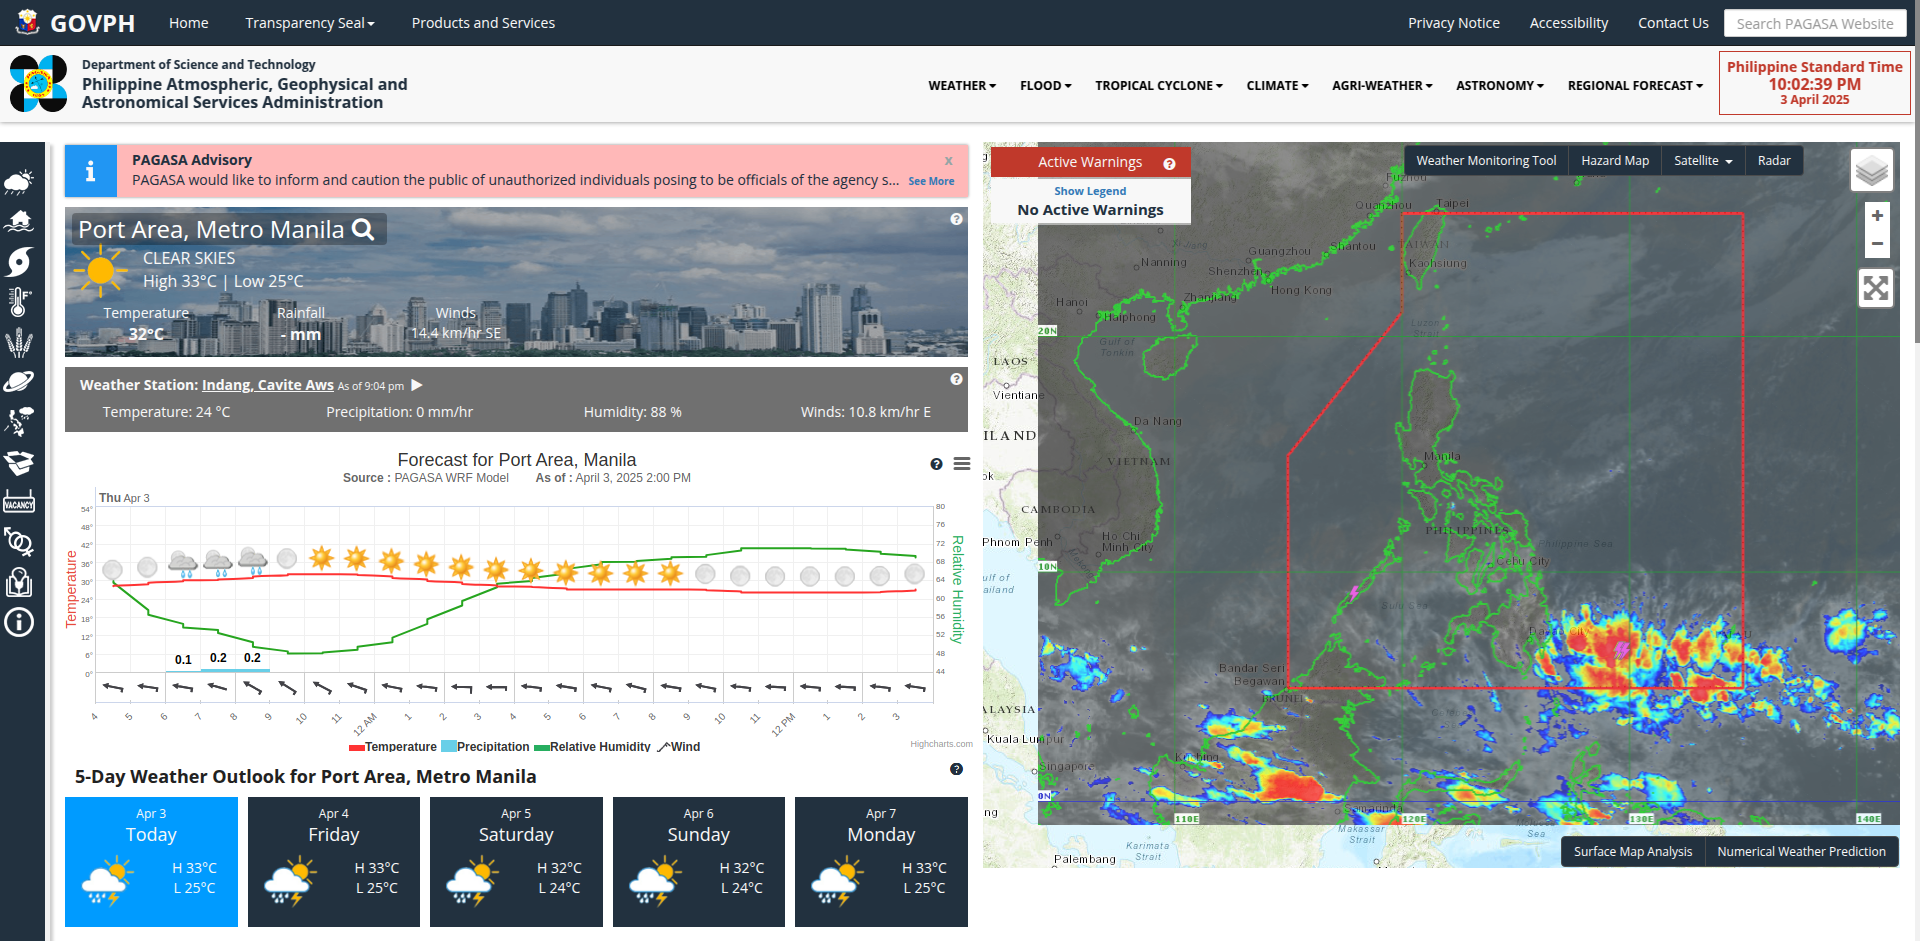 GOVPH
Home
Transparency Seal
Products and Services
Privacy Notice
Accessibility
Contact Us
Search PAGASA Website
Department of Science and Technology
Philippine Atmospheric, Geophysical and
Astronomical Services Administration
WEATHER
FLOOD
TROPICAL CYCLONE
CLIMATE
AGRI-WEATHER
ASTRONOMY
REGIONAL FORECAST
Philippine Standard Time
10:02:39 PM
3 April 2025
VACANCY
PAGASA Advisory
x
PAGASA would like to inform and caution the public of unauthorized individuals posing to be officials of the agency s... See More
Port Area, Metro Manila
CLEAR SKIES
High 33°C | Low 25°C
Temperature
32°C
Rainfall
- mm
Winds
14.4 km/hr SE
Weather Station: Indang, Cavite Aws As of 9:04 pm
Temperature: 24 °C
Precipitation: 0 mm/hr
Humidity: 88 %
Winds: 10.8 km/hr E
Forecast for Port Area, Manila
Source : PAGASA WRF Model As of : April 3, 2025 2:00 PM
Thu Apr 3
Temperature
54°
48°
42°
36°
30°
24°
18°
12°
6°
0°
Relative Humidity
80
76
72
68
64
60
56
52
48
44
0.1 0.2 0.2
4 5 6 7 8 9 10 11 12 AM 1 2 3 4 5 6 7 8 9 10 11 12 PM 1 2 3
Temperature Precipitation Relative Humidity Wind
Highcharts.com
5-Day Weather Outlook for Port Area, Metro Manila
Apr 3
Today
H 33°C
L 25°C
Apr 4
Friday
H 33°C
L 25°C
Apr 5
Saturday
H 32°C
L 24°C
Apr 6
Sunday
H 32°C
L 24°C
Apr 7
Monday
H 33°C
L 25°C
Active Warnings
Show Legend
No Active Warnings
Weather Monitoring Tool
Hazard Map
Satellite
Radar
+
−
Fuzhou
Quanzhou
Taipei
TAIWAN
Kaohsiung
Shantou
Guangzhou
Nanning
Shenzhen
Hong Kong
Zhanjiang
Hanoi
Haiphong
20N
Gulf of
Tonkin
Luzon
Strait
LAOS
Vientiane
Da Nang
ILAND
VIETNAM
Manila
ok
CAMBODIA
PHILIPPINES
Phnom Penh
Ho Chi
Minh City
Philippine Sea
Cebu City
10N
ulf of
ailand
Sulu Sea
Davao City
Bandar Seri
Begawan
BRUNEI
ALAYSIA
Kuala Lumpur
Kuching
Singapore
0N
Samarinda
110E
120E
130E
140E
ng
Makassar
Strait
Karimata
Strait
Palembang
Sea
Surface Map Analysis
Numerical Weather Prediction